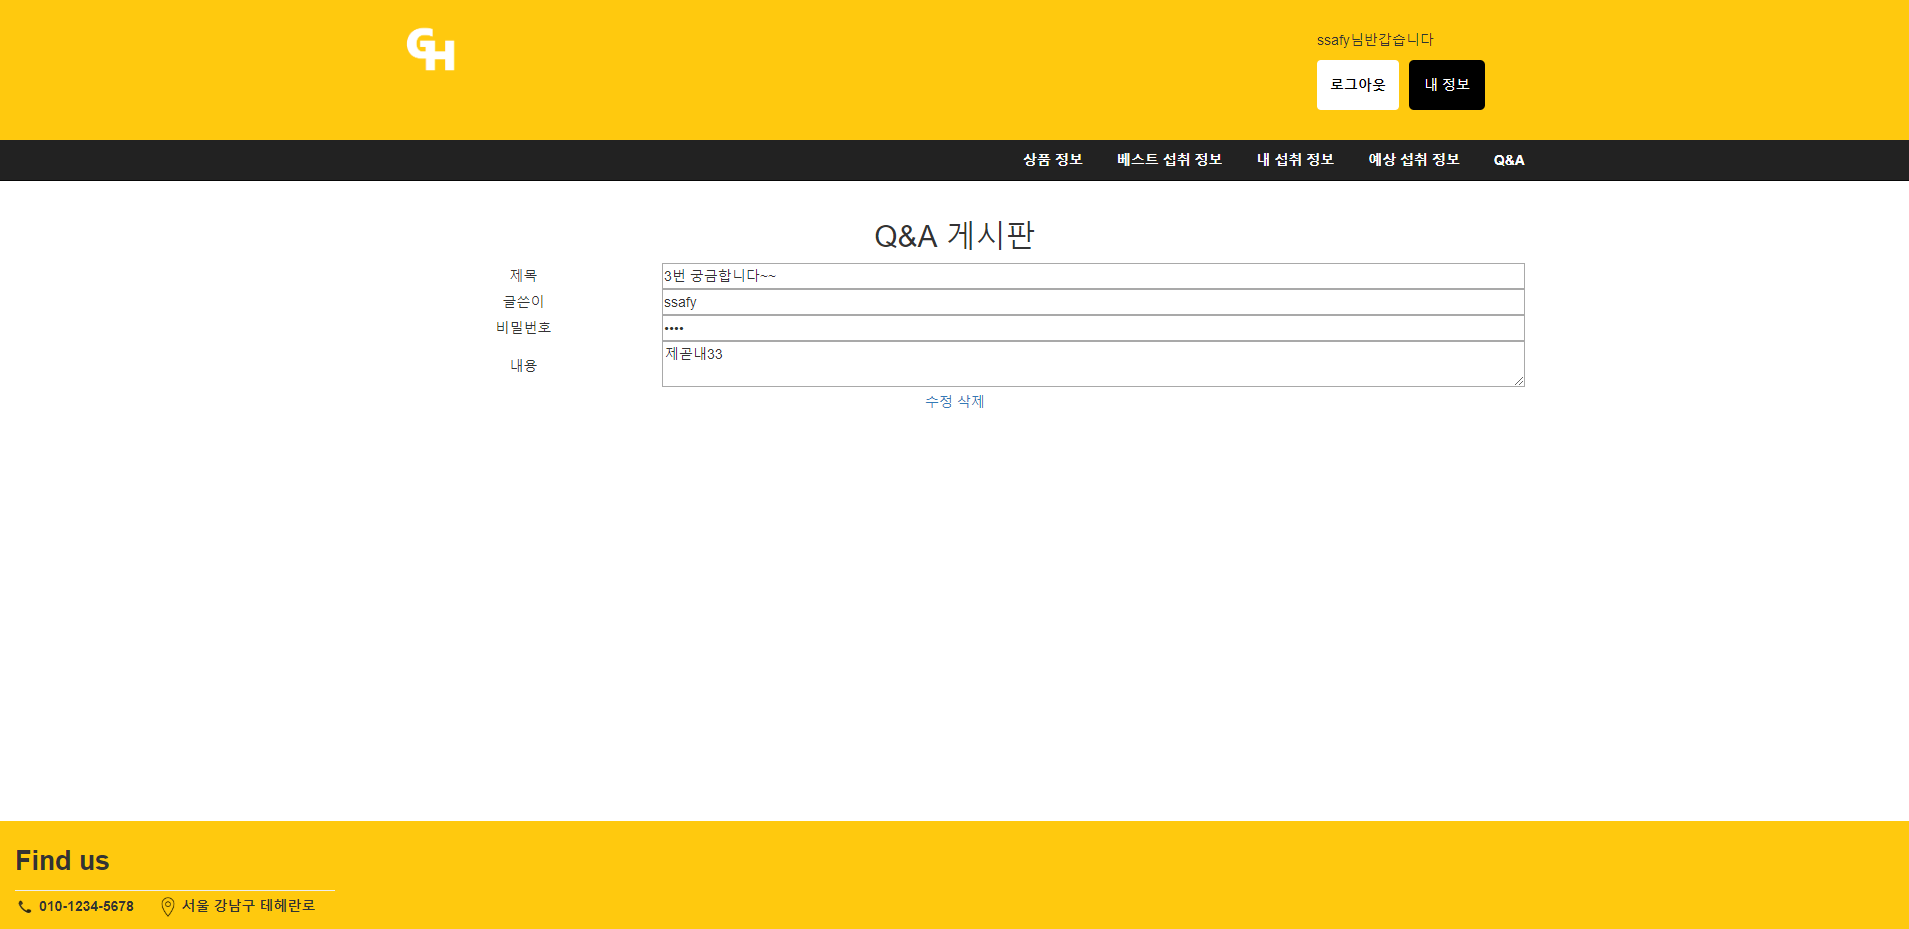 GH
ssafy님반갑습니다
로그아웃 내 정보
상품 정보 베스트 섭취 정보 내 섭취 정보 예상 섭취 정보 Q&A
Q&A 게시판
제목 3번 궁금합니다~~
글쓴이 ssafy
비밀번호 ••••
내용 제곧내33
수정 삭제
Find us
010-1234-5678 서울 강남구 테헤란로